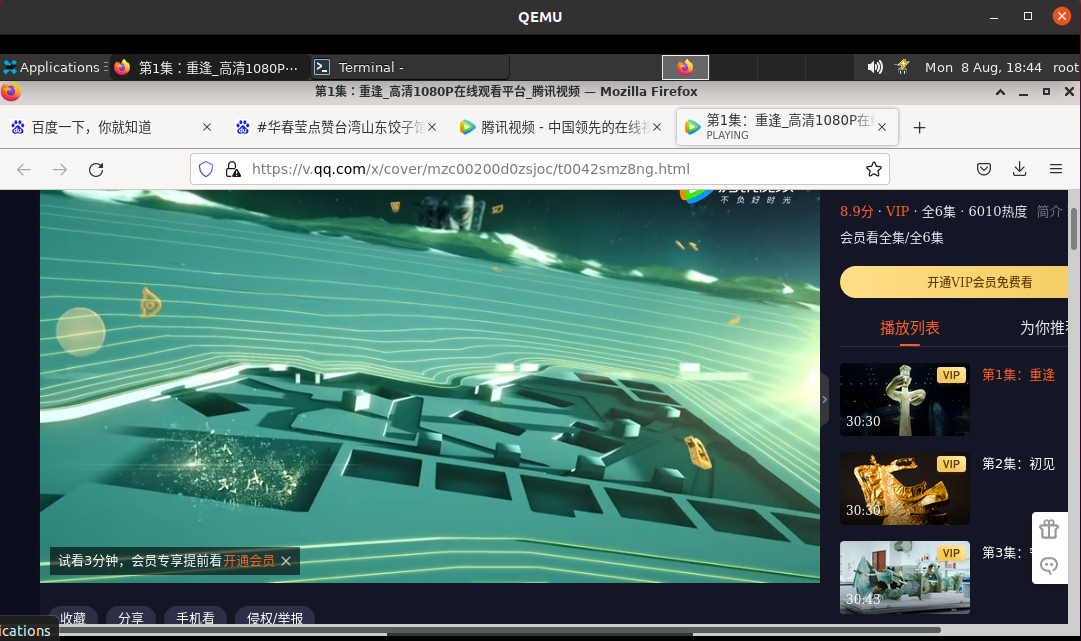 QEMU
Applications
第1集：重逢_高清1080P···
Terminal -
Mon 8 Aug, 18:44
root
第1集：重逢_高清1080P在线观看平台_腾讯视频 — Mozilla Firefox
百度一下，你就知道
#华春莹点赞台湾山东饺子馆
腾讯视频 - 中国领先的在线视
第1集：重逢_高清1080P在线
PLAYING
https://v.qq.com/x/cover/mzc00200d0zsjoc/t0042smz8ng.html
腾讯视频
不负好时光
8.9分 · VIP · 全6集 · 6010热度 简介
会员看全集/全6集
开通VIP会员免费看
播放列表
为你推荐
VIP
30:30
第1集：重逢
VIP
30:30
第2集：初见
VIP
30:43
第3集：
试看3分钟，会员专享提前看开通会员
收藏
分享
手机看
侵权/举报
ications